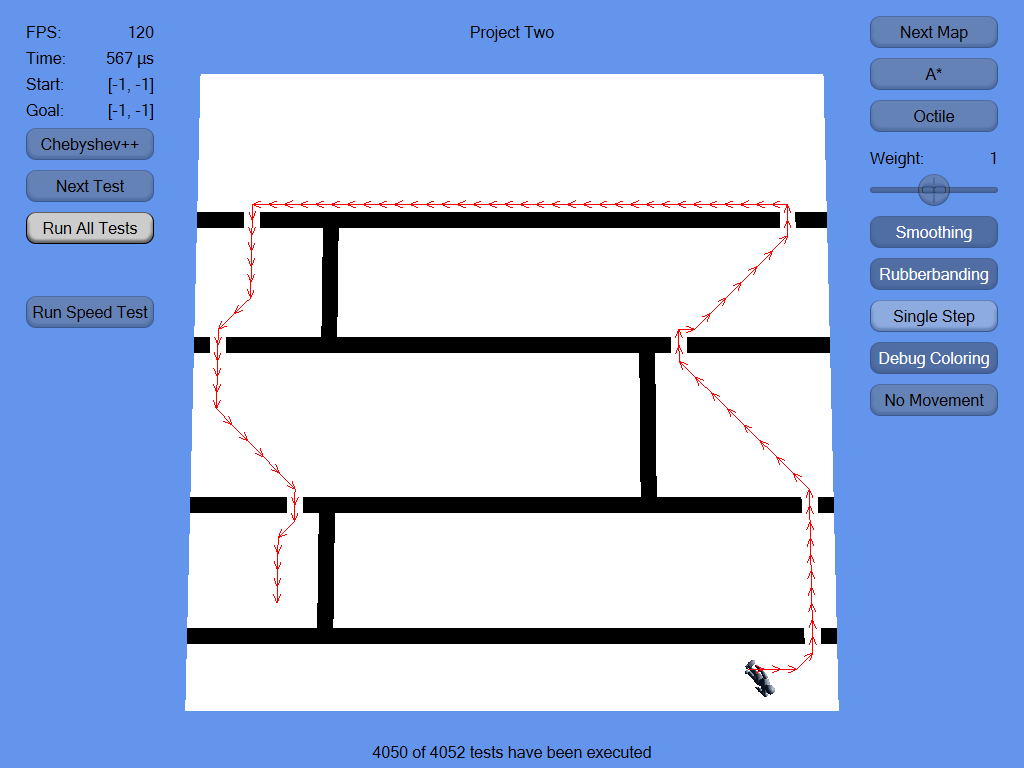 FPS: 120
Time: 567 µs
Start: [-1, -1]
Goal: [-1, -1]
Chebyshev++
Next Test
Run All Tests
Run Speed Test
Project Two
Next Map
A*
Octile
Weight: 1
Smoothing
Rubberbanding
Single Step
Debug Coloring
No Movement
4050 of 4052 tests have been executed